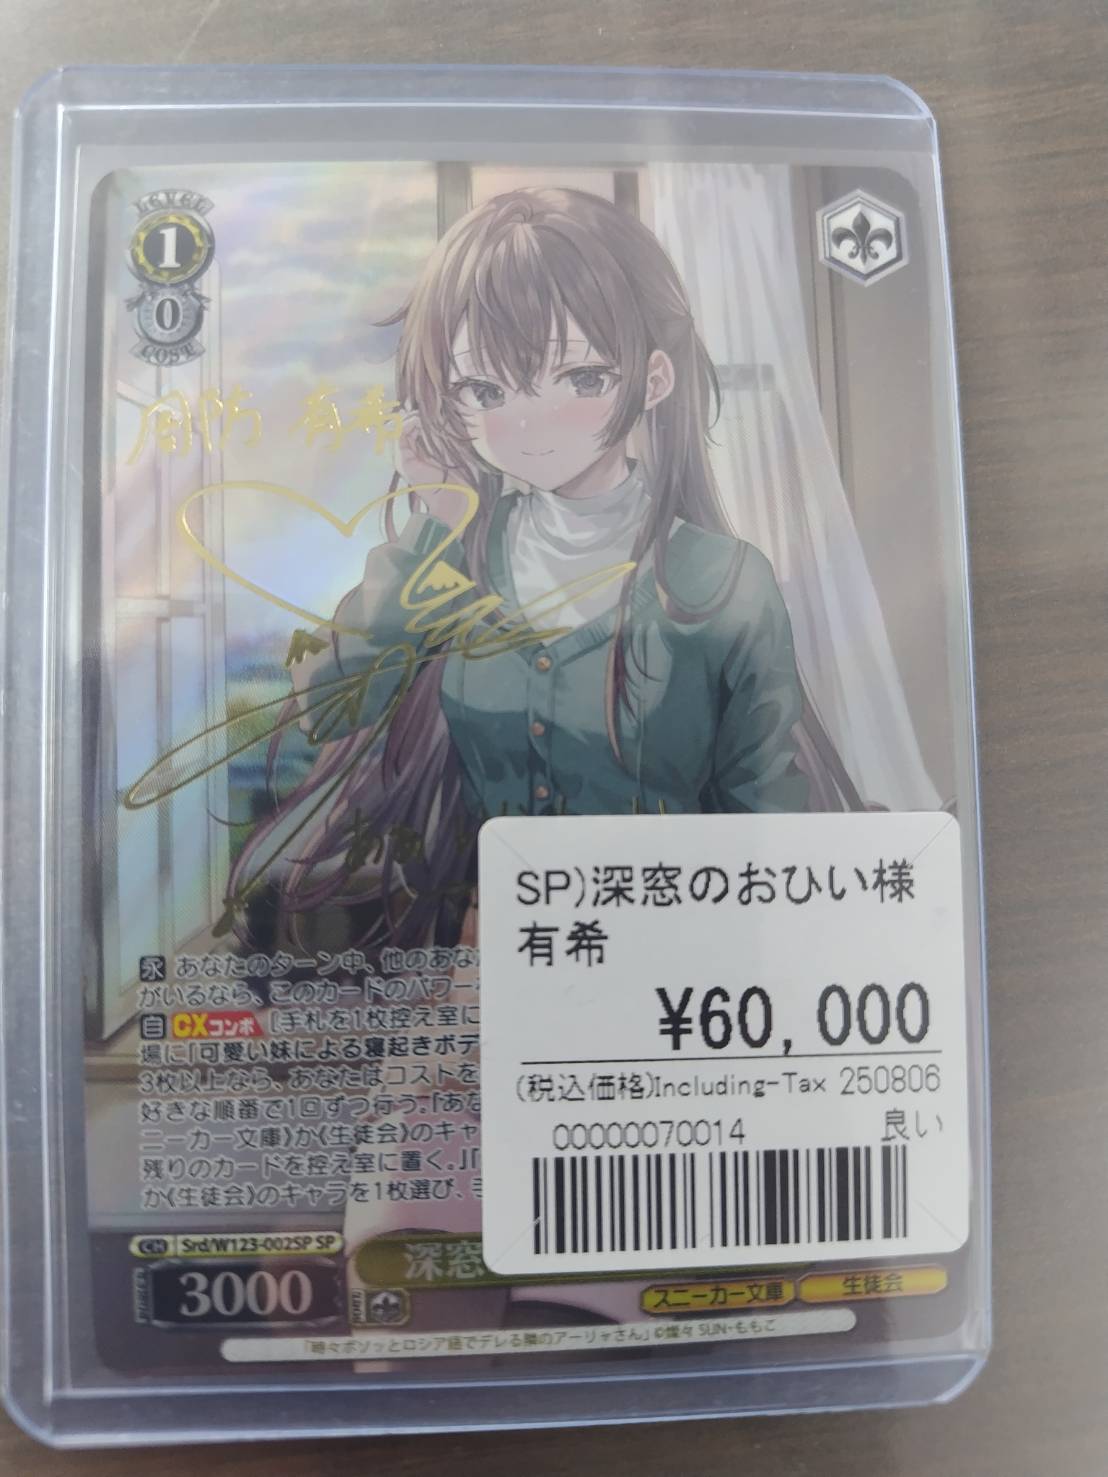 LEVEL
1
0
COST
周防 有希
永 あなたのターン中、他のあな
がいるなら、このカードのパワー
自 CXコンボ [手札を1枚控え室に
場に「可愛い妹による寝起きボデ
3枚以上なら、あなたはコストを
好きな順番で1回ずつ行う。「あな
ニーカー文庫》か《生徒会》のキャ
残りのカードを控え室に置く。」「
か《生徒会》のキャラを1枚選び、手
CH Srd/W123-002SP SP
3000
深窓
スニーカー文庫 生徒会
「時々ボソッとロシア語でデレる隣のアーリャさん」©燦々SUN・ももこ
SP)深窓のおひい様
有希
¥60,000
(税込価格)Including-Tax 250806
00000070014 良い